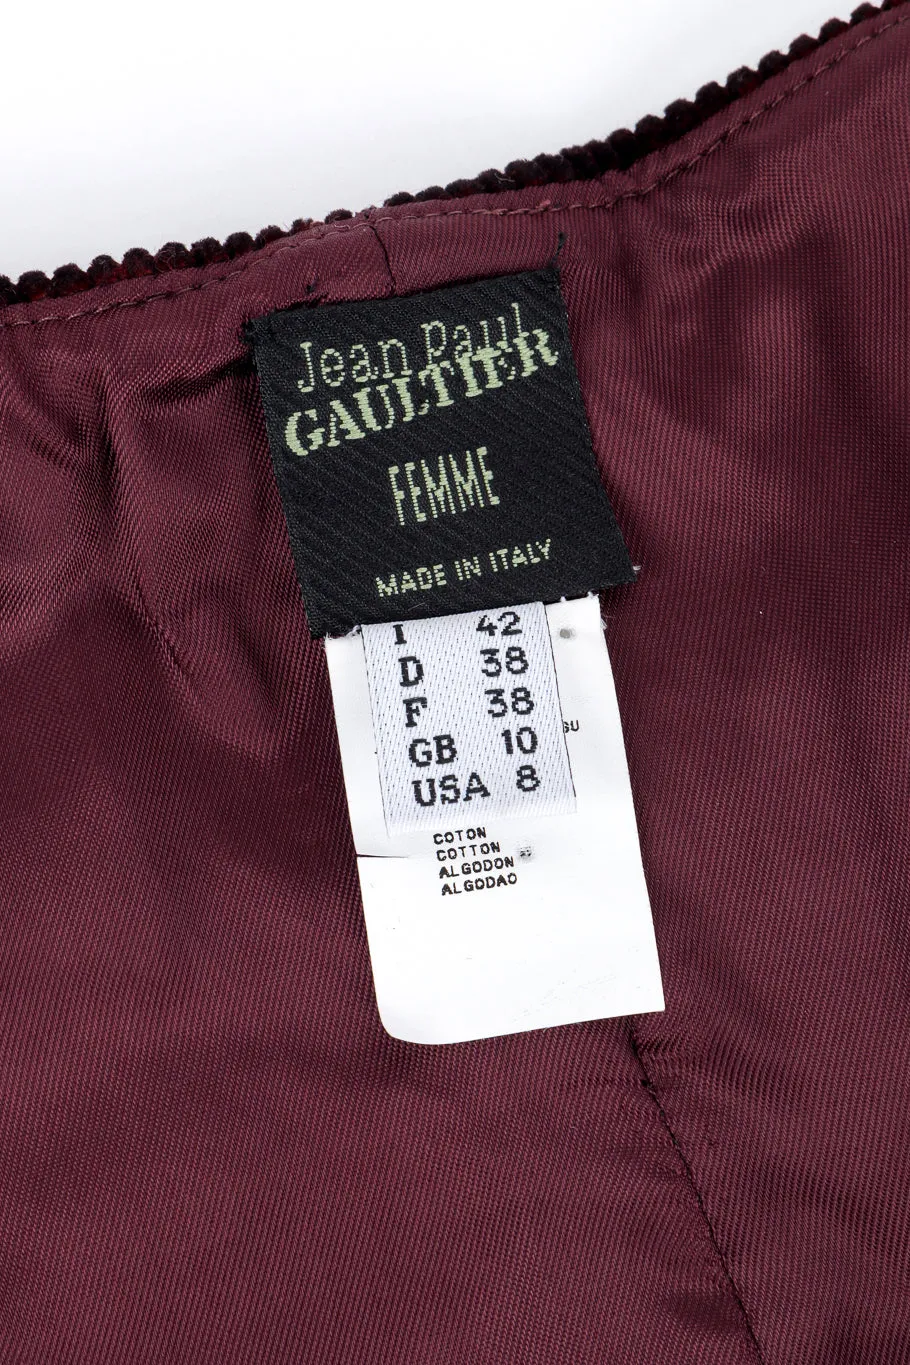 Jean Paul
GAULTIER
FEMME
MADE IN ITALY
I 42
D 38
F 38
GB 10
USA 8
COTON
COTTON
ALGODON
ALGODAO